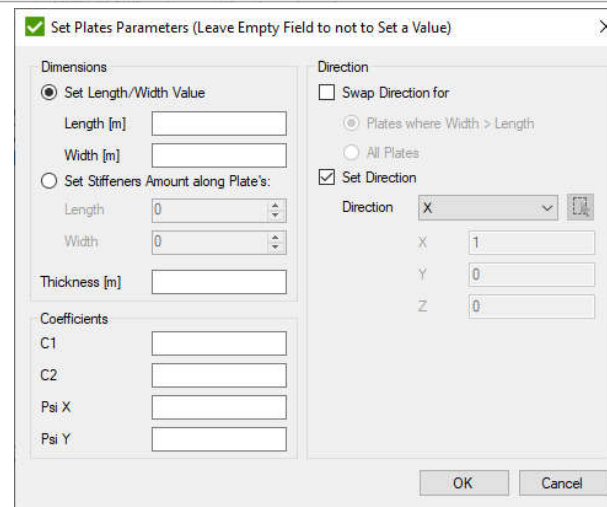 Set Plates Parameters (Leave Empty Field to not to Set a Value)
Dimensions
Set Length/Width Value
Length [m]
Width [m]
Set Stiffeners Amount along Plate's:
Length 0
Width 0
Thickness [m]
Coefficients
C1
C2
Psi X
Psi Y
Direction
Swap Direction for
Plates where Width > Length
All Plates
Set Direction
Direction X
X 1
Y 0
Z 0
OK Cancel